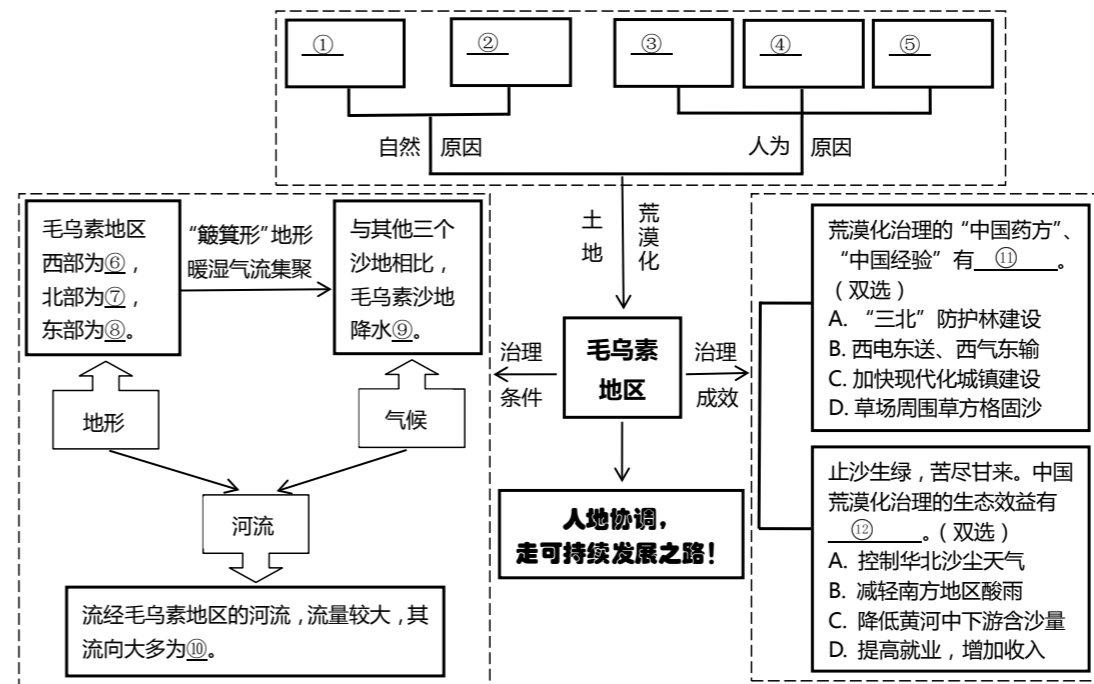 ①
②
③
④
⑤
自然 原因
人为 原因
土地
荒漠化
毛乌素地区
西部为⑥，
北部为⑦，
东部为⑧。
“簸箕形”地形
暖湿气流集聚
与其他三个
沙地相比，
毛乌素沙地
降水⑨。
地形
气候
河流
流经毛乌素地区的河流，流量较大，其
流向大多为⑩。
治理
条件
毛乌素
地区
治理
成效
人地协调，
走可持续发展之路！
荒漠化治理的“中国药方”、
“中国经验”有⑪。
（双选）
A. “三北”防护林建设
B. 西电东送、西气东输
C. 加快现代化城镇建设
D. 草场周围草方格固沙
止沙生绿，苦尽甘来。中国
荒漠化治理的生态效益有
⑫。（双选）
A. 控制华北沙尘天气
B. 减轻南方地区酸雨
C. 降低黄河中下游含沙量
D. 提高就业，增加收入